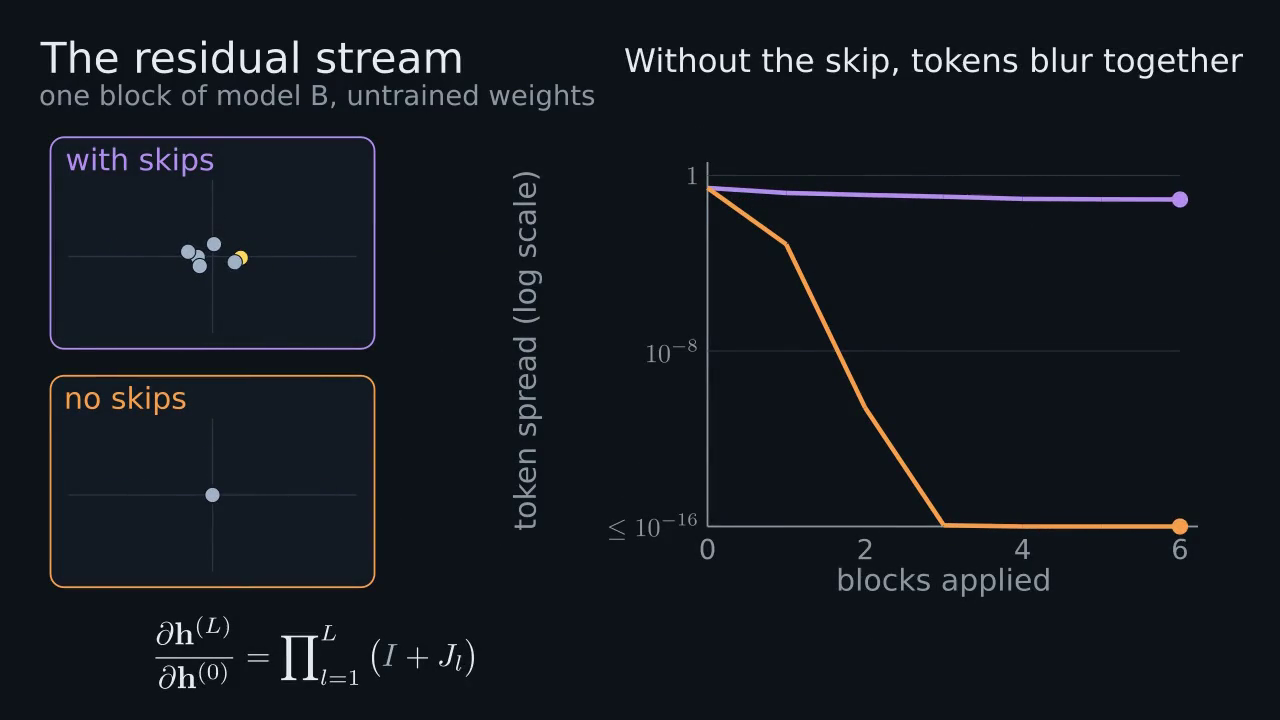 The residual stream
one block of model B, untrained weights
Without the skip, tokens blur together
with skips
no skips
token spread (log scale)
1
10⁻⁸
≤ 10⁻¹⁶
0 2 4 6
blocks applied
∂h⁽ᴸ⁾/∂h⁽⁰⁾ = ∏_{l=1}^{L} (I + J_l)